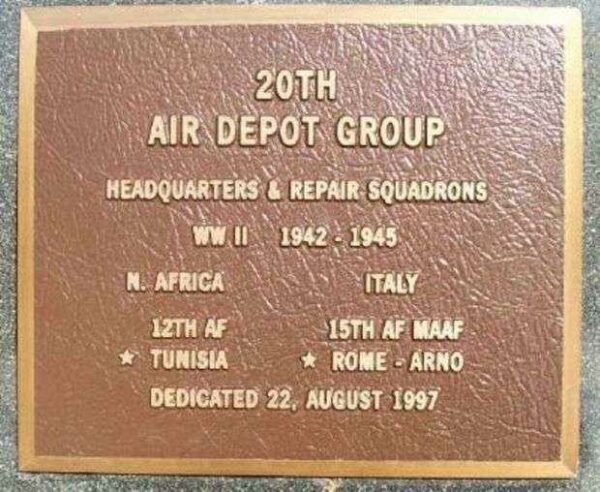 20TH
AIR DEPOT GROUP
HEADQUARTERS & REPAIR SQUADRONS
WW II 1942 - 1945
N. AFRICA ITALY
12TH AF 15TH AF MAAF
★ TUNISIA ★ ROME - ARNO
DEDICATED 22, AUGUST 1997